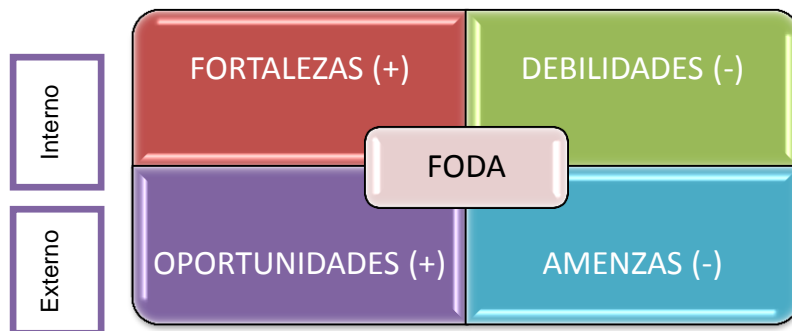 Interno
FORTALEZAS (+)
DEBILIDADES (-)
FODA
Externo
OPORTUNIDADES (+)
AMENZAS (-)